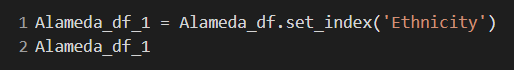 1 Alameda_df_1 = Alameda_df.set_index('Ethnicity')
2 Alameda_df_1